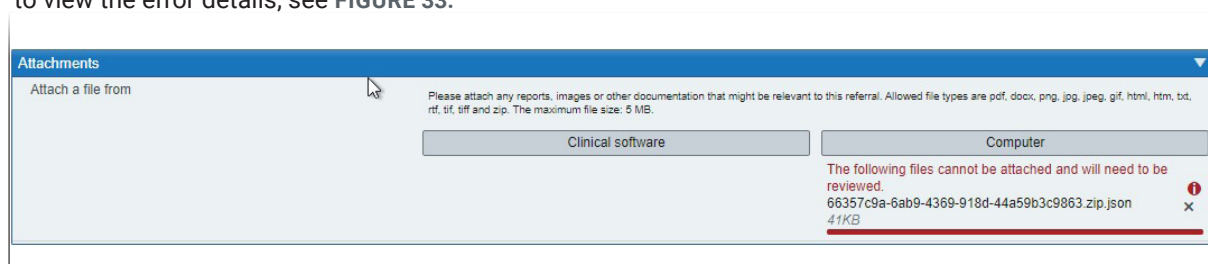 to view the error details, see FIGURE 33.
Attachments
Attach a file from
Please attach any reports, images or other documentation that might be relevant to this referral. Allowed file types are pdf, docx, png, jpg, jpeg, gif, html, htm, txt,
rtf, tif, tiff and zip. The maximum file size: 5 MB.
Clinical software
Computer
The following files cannot be attached and will need to be
reviewed.
66357c9a-6ab9-4369-918d-44a59b3c9863.zip.json
41KB